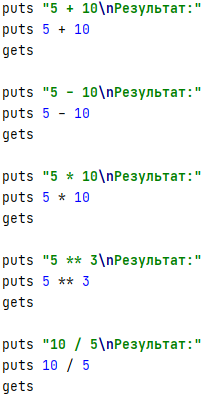 puts "5 + 10\nРезультат:"
puts 5 + 10
gets
puts "5 - 10\nРезультат:"
puts 5 - 10
gets
puts "5 * 10\nРезультат:"
puts 5 * 10
gets
puts "5 ** 3\nРезультат:"
puts 5 ** 3
gets
puts "10 / 5\nРезультат:"
puts 10 / 5
gets